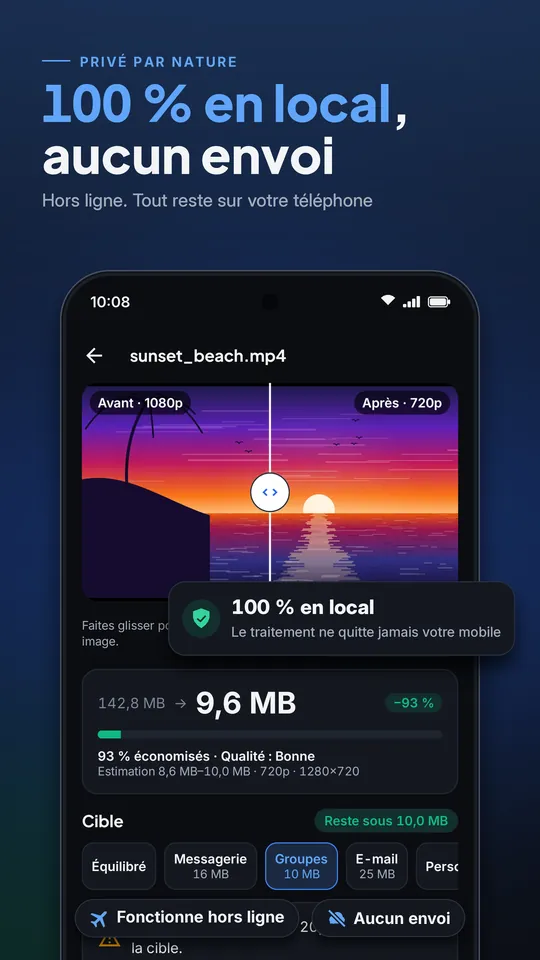 PRIVÉ PAR NATURE
100 % en local,
aucun envoi
Hors ligne. Tout reste sur votre téléphone
10:08
sunset_beach.mp4
Avant · 1080p
Après · 720p
100 % en local
Le traitement ne quitte jamais votre mobile
Faites glisser
image.
142,8 MB → 9,6 MB
−93 %
93 % économisés · Qualité : Bonne
Estimation 8,6 MB–10,0 MB · 720p · 1280×720
Cible
Reste sous 10,0 MB
Équilibré
Messagerie
16 MB
Groupes
10 MB
E-mail
25 MB
Perso
Fonctionne hors ligne
Aucun envoi
la cible.